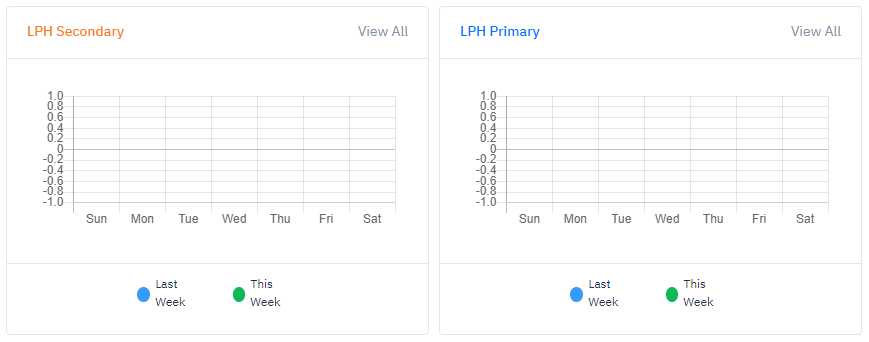 LPH Secondary View All
1.0
0.8
0.6
0.4
0.2
0
-0.2
-0.4
-0.6
-0.8
-1.0
Sun Mon Tue Wed Thu Fri Sat
Last Week
This Week
LPH Primary View All
1.0
0.8
0.6
0.4
0.2
0
-0.2
-0.4
-0.6
-0.8
-1.0
Sun Mon Tue Wed Thu Fri Sat
Last Week
This Week